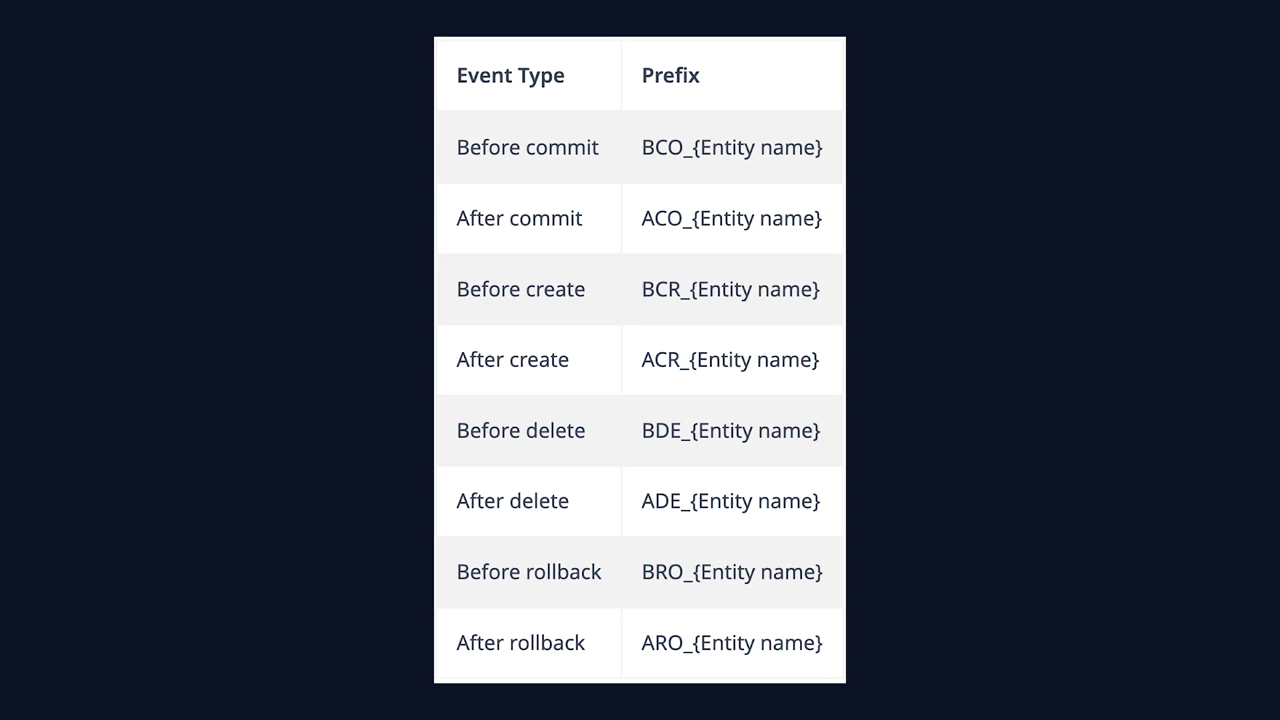 Event Type Prefix
Before commit BCO_{Entity name}
After commit ACO_{Entity name}
Before create BCR_{Entity name}
After create ACR_{Entity name}
Before delete BDE_{Entity name}
After delete ADE_{Entity name}
Before rollback BRO_{Entity name}
After rollback ARO_{Entity name}